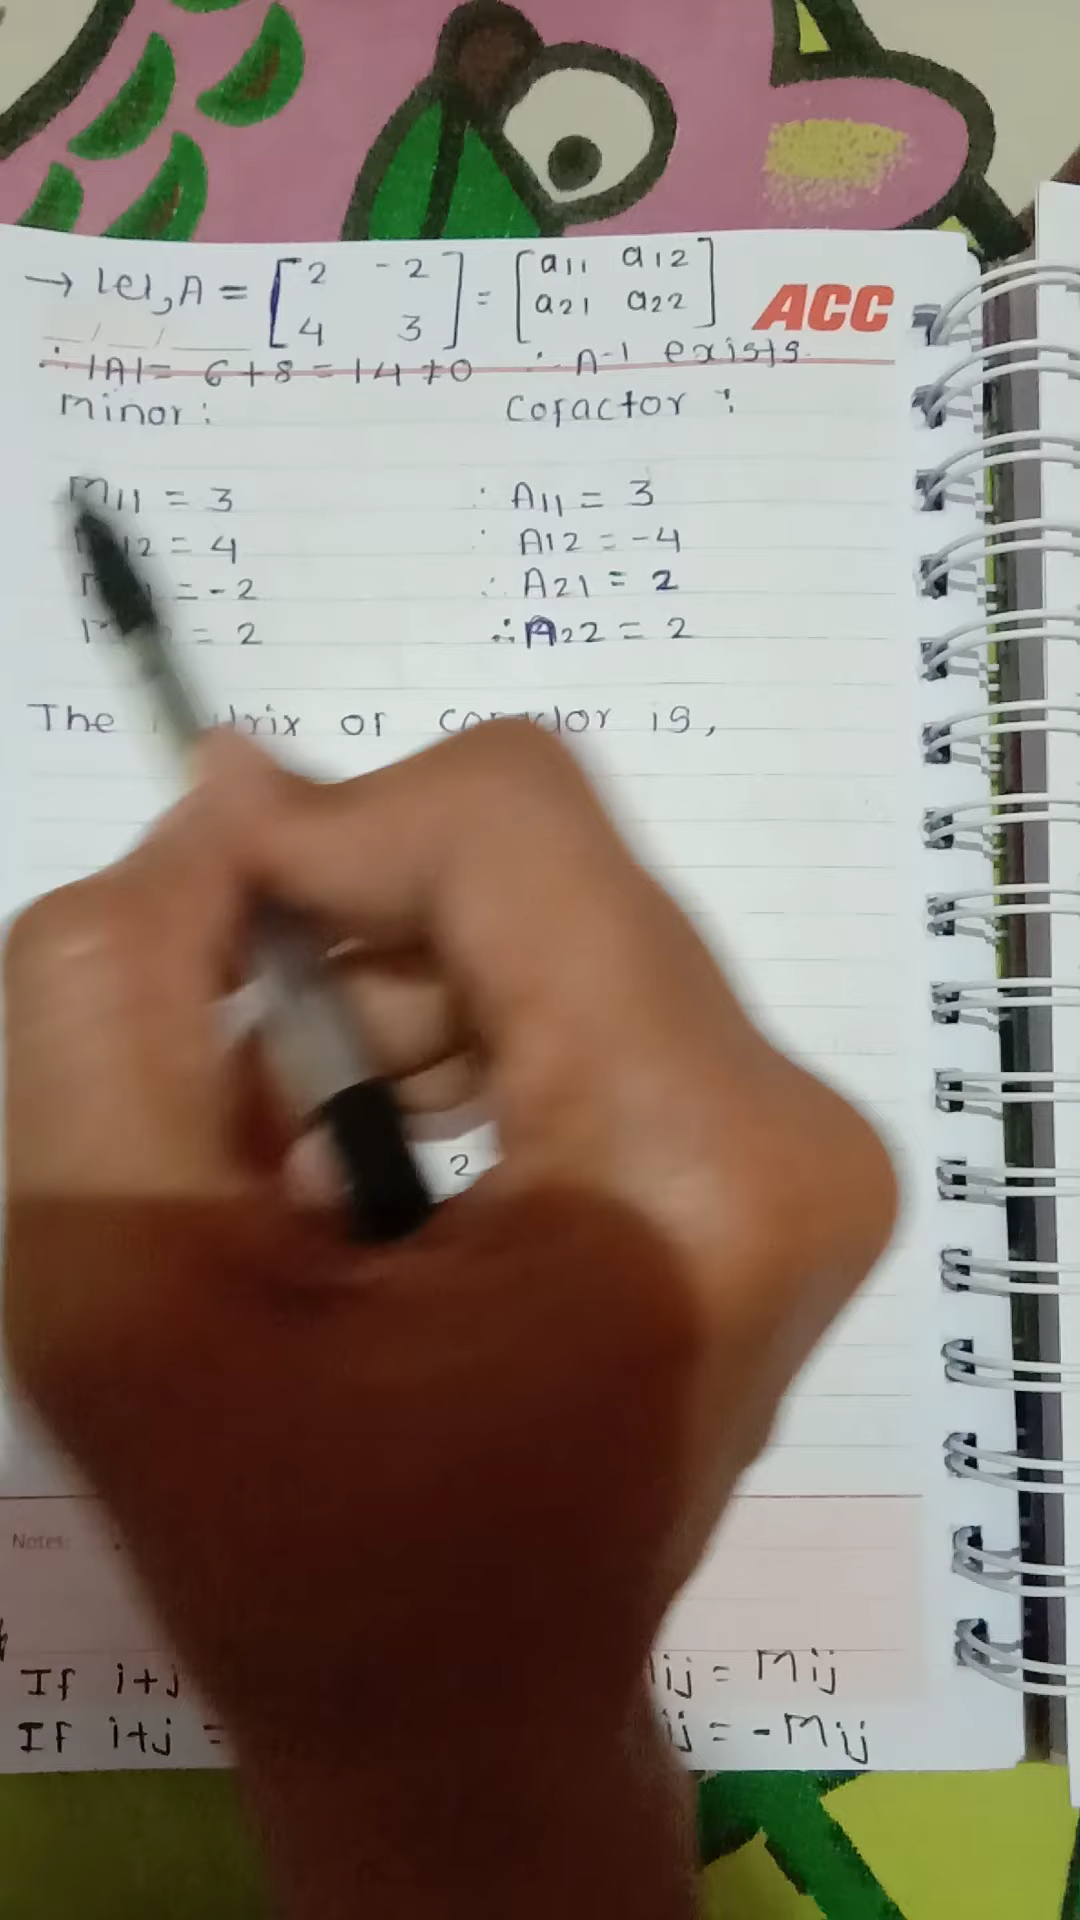 → Let, A = [2 -2 = [a11 a12]
4 3] a21 a22]
ACC
∴ |A| = 6+8 = 14 ≠ 0 ∴ A-1 exists.
Minor: Cofactor:
M11 = 3 ∴ A11 = 3
12 = 4 ∴ A12 = -4
= -2 ∴ A21 = 2
= 2 ∴ A22 = 2
The of is,
2
Notes:
If i+j ij = Mij
If i+j = ij = -Mij